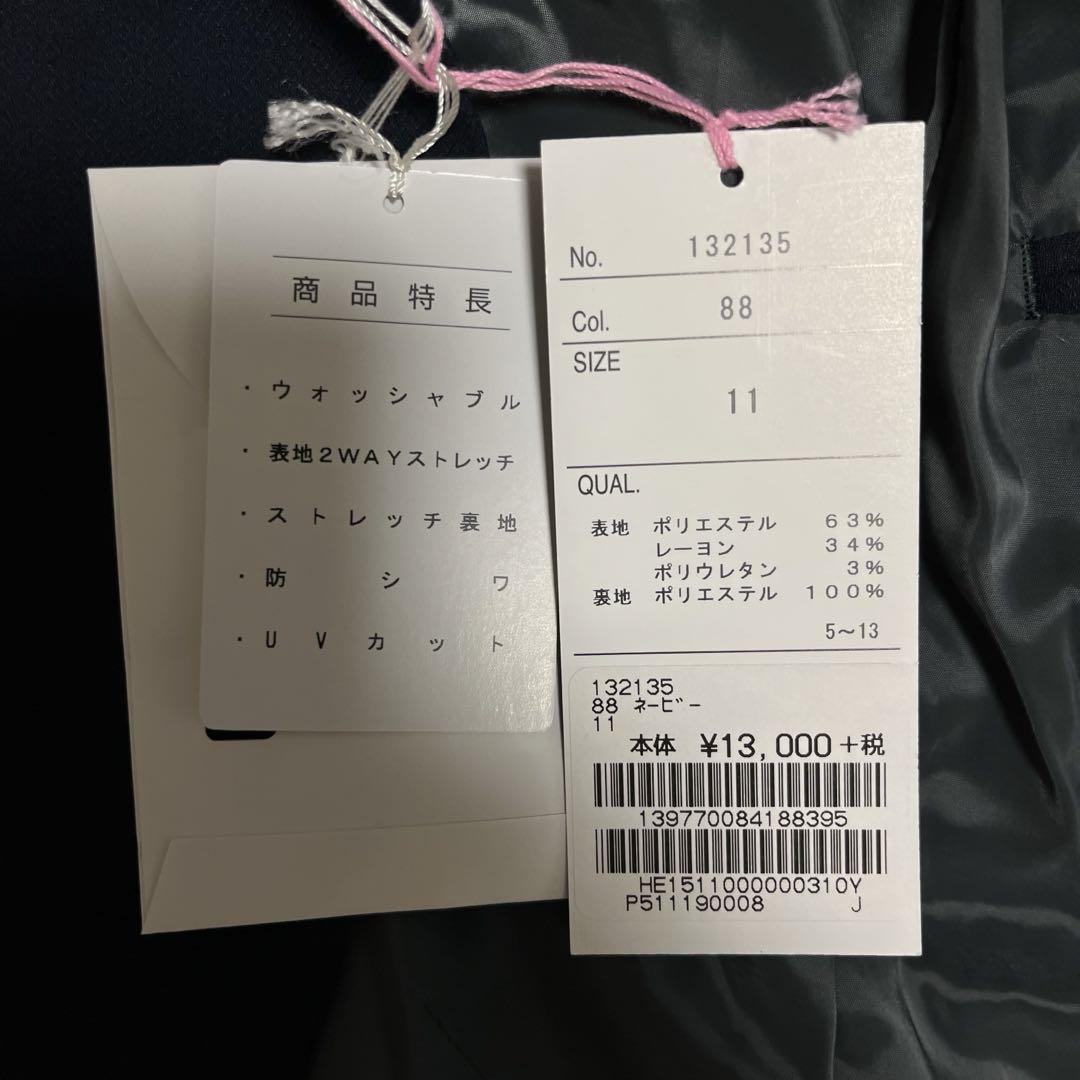 商品特長
・ウォッシャブル
・表地2WAYストレッチ
・ストレッチ裏地
・防シワ
・UVカット
No. 132135
Col. 88
SIZE
11
QUAL.
表地 ポリエステル 63%
レーヨン 34%
ポリウレタン 3%
裏地 ポリエステル 100%
5〜13
132135
88 ネービー
11
本体 ¥13,000+税
139770084188395
HE1511000000310Y
P511190008 J